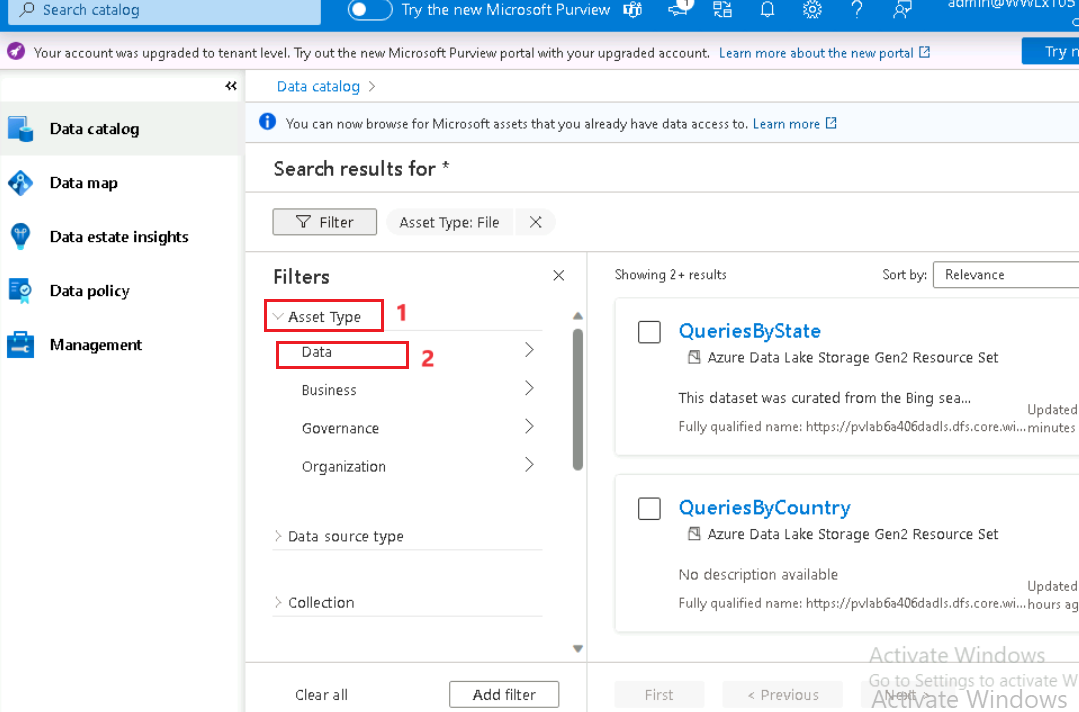 Search catalog
Try the new Microsoft Purview
1
Your account was upgraded to tenant level. Try out the new Microsoft Purview portal with your upgraded account. Learn more about the new portal
Try
Data catalog
Data map
Data estate insights
Data policy
Management
Data catalog >
You can now browse for Microsoft assets that you already have data access to. Learn more
Search results for *
Filter
Asset Type: File
Filters
Asset Type 1
Data 2
Business
Governance
Organization
Data source type
Collection
Clear all
Add filter
Showing 2+ results
Sort by: Relevance
QueriesByState
Azure Data Lake Storage Gen2 Resource Set
This dataset was curated from the Bing sea...
Updated
Fully qualified name: https://pvlab6a406dadls.dfs.core.wi... minutes
QueriesByCountry
Azure Data Lake Storage Gen2 Resource Set
No description available
Updated
Fully qualified name: https://pvlab6a406dadls.dfs.core.wi... hours ag
First
< Previous
Next >
Activate Windows
Go to Settings to activate W
Activate Windows